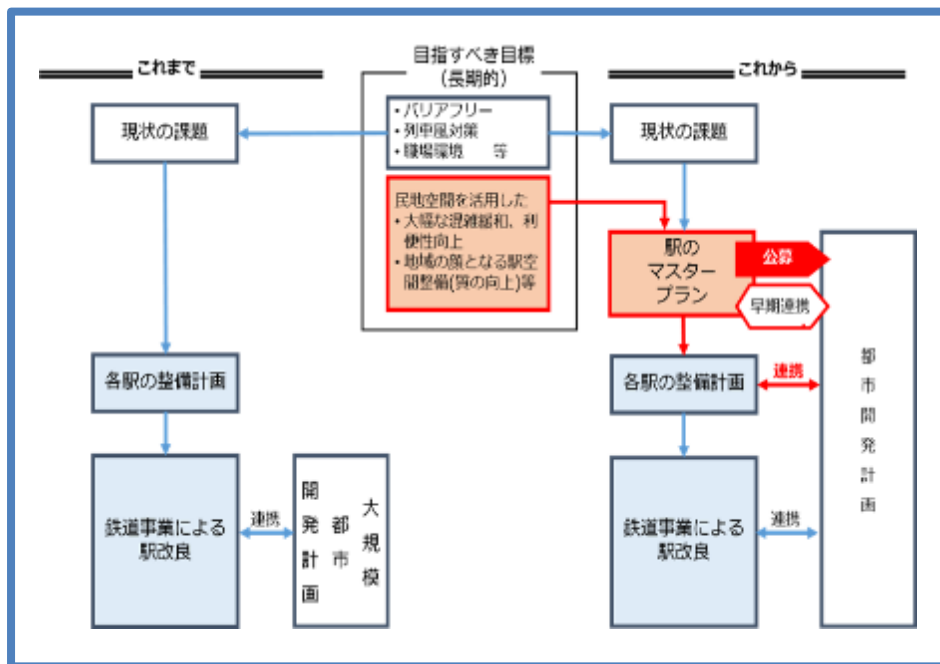 これまで
目指すべき目標
(長期的)
これから
現状の課題
・バリアフリー
・列車風対策
・職場環境　等
現状の課題
民地空間を活用した
・大幅な混雑緩和、利
便性向上
・地域の顔となる駅空
間整備(質の向上)等
駅の
マスター
プラン
公募
早期連携
各駅の整備計画
各駅の整備計画
連携
都市開発計画
鉄道事業による
駅改良
連携
大規模
都市
開発計画
鉄道事業による
駅改良
連携